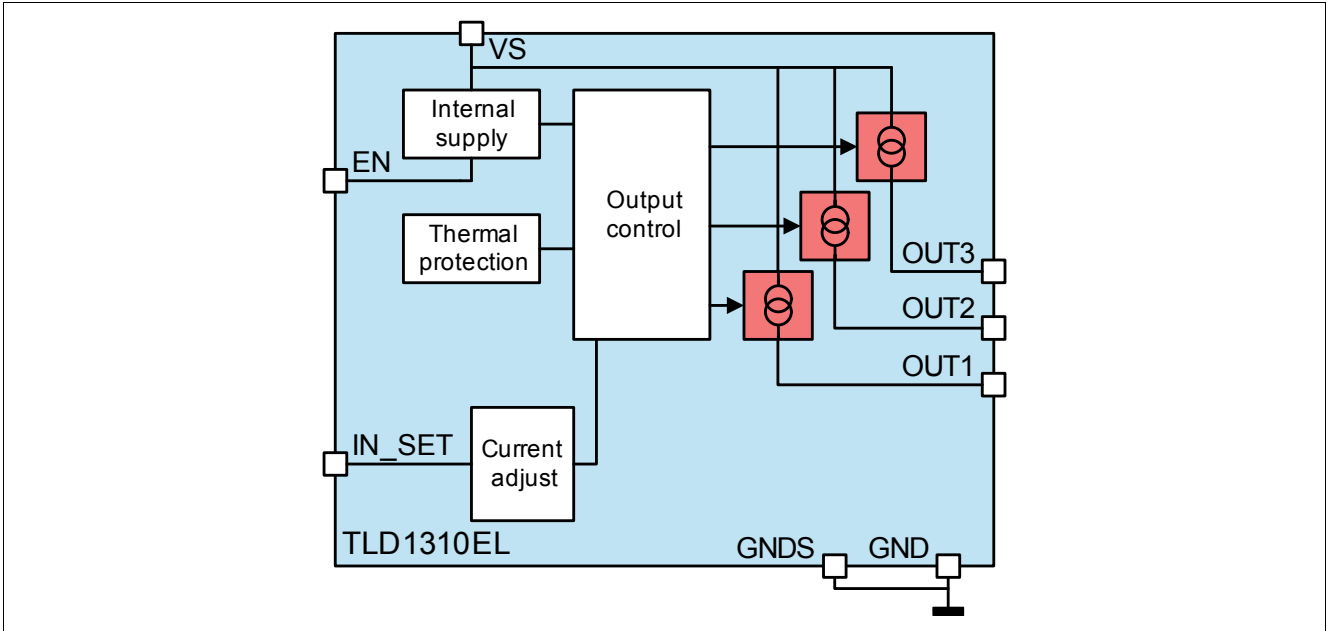 VS
Internal
supply
EN
Output
control
Thermal
protection
OUT3
OUT2
OUT1
IN_SET
Current
adjust
TLD1310EL
GNDS
GND